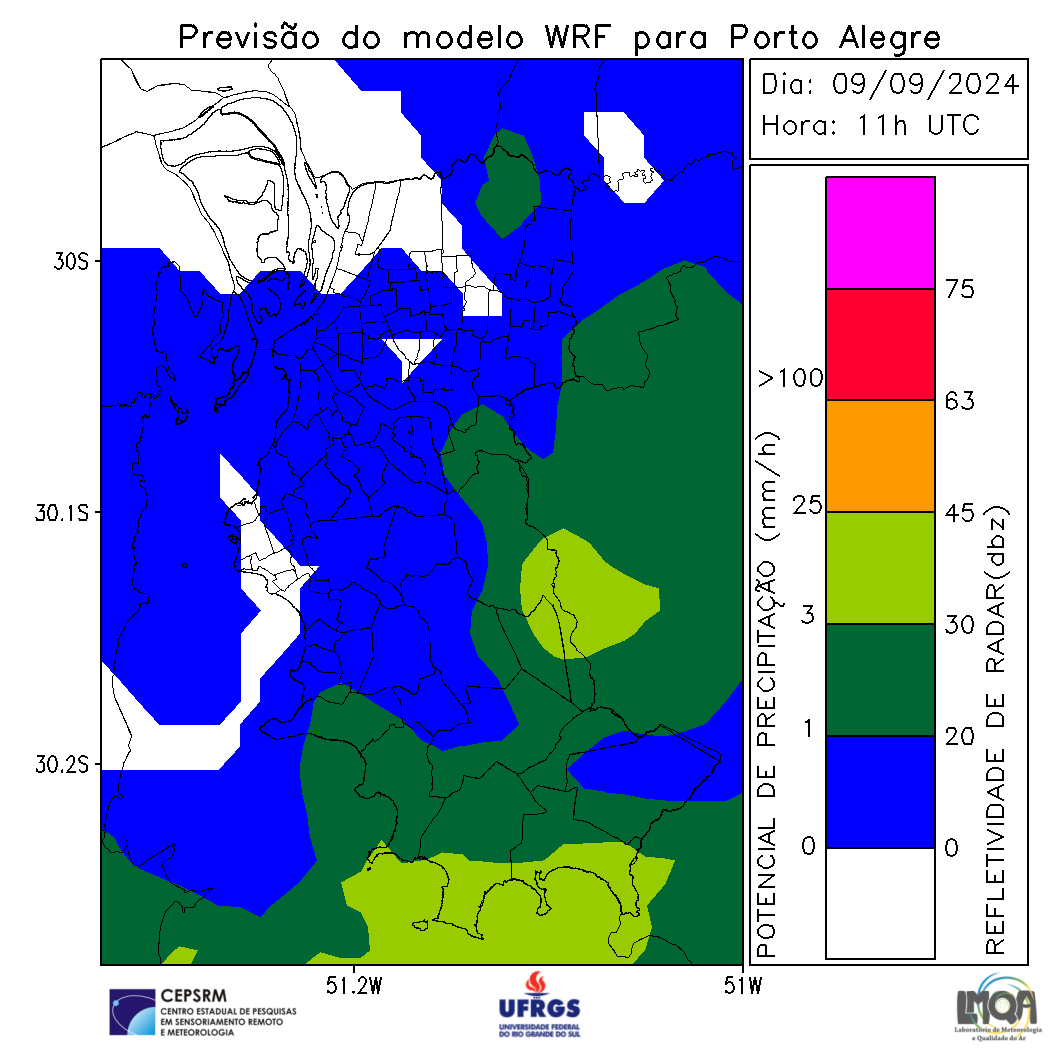 Previsão do modelo WRF para Porto Alegre
Dia: 09/09/2024
Hora: 11h UTC
30S
30.1S
30.2S
51.2W
51W
POTENCIAL DE PRECIPITAÇÃO (mm/h)
>100
25
3
1
0
75
63
45
30
20
0
REFLETIVIDADE DE RADAR(dbz)
CEPSRM
CENTRO ESTADUAL DE PESQUISAS
EM SENSORIAMENTO REMOTO
E METEOROLOGIA
UFRGS
UNIVERSIDADE FEDERAL
DO RIO GRANDE DO SUL
LMQA
Laboratório de Meteorologia
e Qualidade do Ar